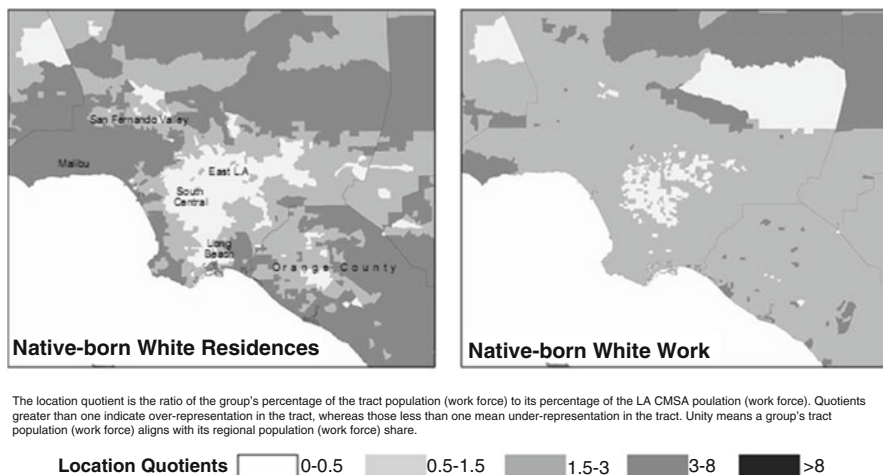 San Fernando Valley
Malibu
East L.A
South
Central
Long
Beach
Orange County
Native-born White Residences
Native-born White Work
The location quotient is the ratio of the group's percentage of the tract population (work force) to its percentage of the LA CMSA poulation (work force). Quotients
greater than one indicate over-representation in the tract, whereas those less than one mean under-representation in the tract. Unity means a group's tract
population (work force) aligns with its regional population (work force) share.
Location Quotients 0-0.5 0.5-1.5 1.5-3 3-8 >8